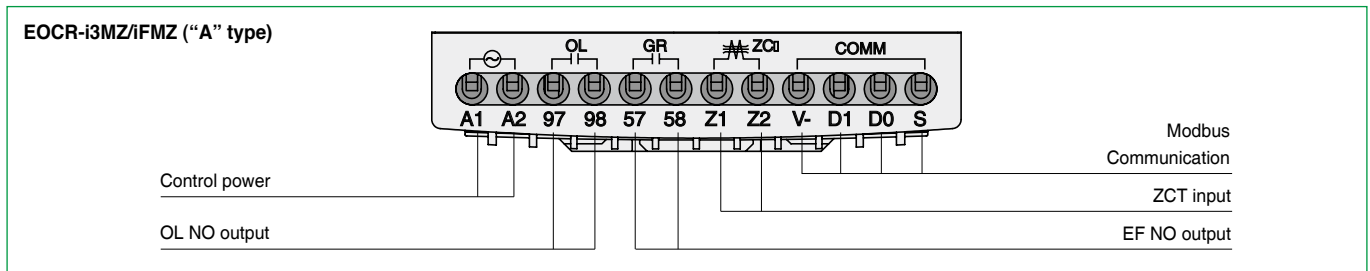 EOCR-i3MZ/iFMZ (“A” type)
OL GR ZC COMM
A1 A2 97 98 57 58 Z1 Z2 V- D1 D0 S
Modbus
Communication
Control power
ZCT input
OL NO output
EF NO output